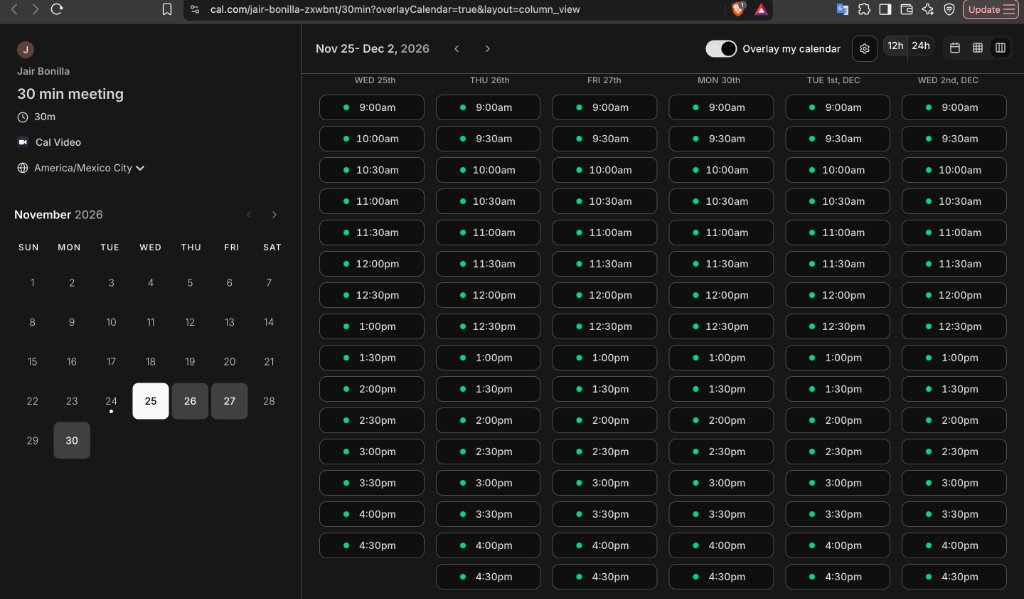 cal.com/jair-bonilla-zxwbnt/30min?overlayCalendar=true&layout=column_view
1
Update
J
Jair Bonilla
30 min meeting
30m
Cal Video
America/Mexico City
November 2026
SUN MON TUE WED THU FRI SAT
1 2 3 4 5 6 7
8 9 10 11 12 13 14
15 16 17 18 19 20 21
22 23 24 25 26 27 28
29 30
Nov 25- Dec 2, 2026
Overlay my calendar
12h 24h
WED 25th THU 26th FRI 27th MON 30th TUE 1st, DEC WED 2nd, DEC
9:00am 9:00am 9:00am 9:00am 9:00am 9:00am
10:00am 9:30am 9:30am 9:30am 9:30am 9:30am
10:30am 10:00am 10:00am 10:00am 10:00am 10:00am
11:00am 10:30am 10:30am 10:30am 10:30am 10:30am
11:30am 11:00am 11:00am 11:00am 11:00am 11:00am
12:00pm 11:30am 11:30am 11:30am 11:30am 11:30am
12:30pm 12:00pm 12:00pm 12:00pm 12:00pm 12:00pm
1:00pm 12:30pm 12:30pm 12:30pm 12:30pm 12:30pm
1:30pm 1:00pm 1:00pm 1:00pm 1:00pm 1:00pm
2:00pm 1:30pm 1:30pm 1:30pm 1:30pm 1:30pm
2:30pm 2:00pm 2:00pm 2:00pm 2:00pm 2:00pm
3:00pm 2:30pm 2:30pm 2:30pm 2:30pm 2:30pm
3:30pm 3:00pm 3:00pm 3:00pm 3:00pm 3:00pm
4:00pm 3:30pm 3:30pm 3:30pm 3:30pm 3:30pm
4:30pm 4:00pm 4:00pm 4:00pm 4:00pm 4:00pm
4:30pm 4:30pm 4:30pm 4:30pm 4:30pm